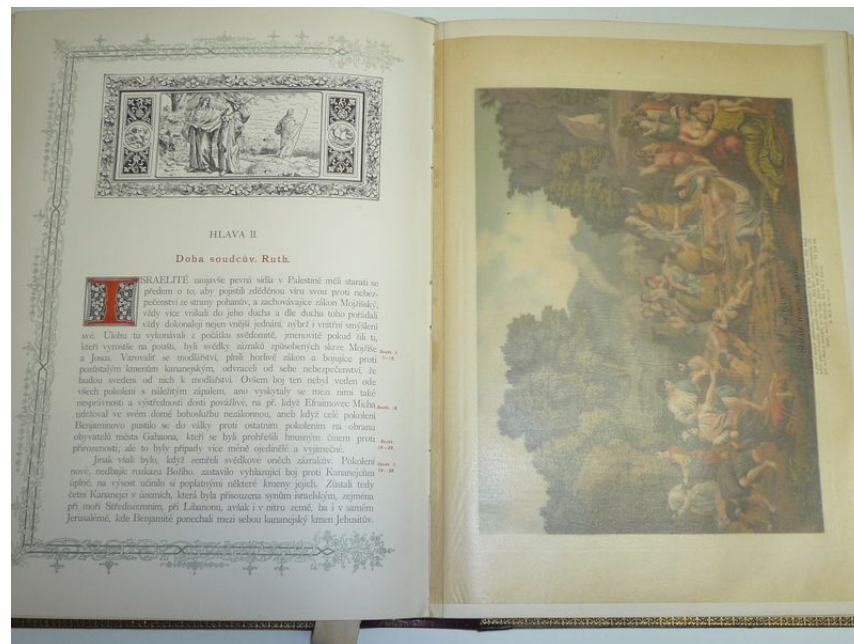 HLAVA II.
Doba soudcův. Ruth.
ISRAELITÉ zaujavše pevná sídla v Palestině měli starati se
předem o to, aby pojistili zděděnou víru svou proti nebez-
pečenství ze strany pohanův, a zachovávajíce zákon Mojžíšský,
vždy více vnikali do jeho ducha a dle ducha toho pořádali
vždy dokonaleji nejen vnější jednání, nýbrž i vnitřní smýšlení
své. Úlohu tu vykonávali z počátku svědomitě, jmenovitě pokud žili ti,
kteří vyrostše na poušti, byli svědky zázraků způsobených skrze Mojžíše
a Josue. Varovali se modlářství, plnili horlivě zákon a bojujíce proti
pozůstalým kmenům kananejským, odvraceli od sebe nebezpečenství, že
budou svedeni od nich k modlářství. Ovšem boj ten nebyl veden ode
všech pokolení s náležitým zápalem, ano vyskytly se mezi nimi také
nesprávnosti a výstřednosti dosti povážlivé, na př. když Efraimovec Micha
udržoval ve svém domě bohoslužbu nezákonnou, aneb když celé pokolení
Benjaminovo pustilo se do války proti ostatním pokolením na obranu
obyvatelů města Gabaona, kteří se byli prohřešili hnusným činem proti
přirozenosti; ale to byly případy více méně ojedinělé a vyjimečné.
Jinak však bylo, když zemřeli svědkové oněch zázrakův. Pokolení
nové, nedbajíc rozkazu Božího, zastavilo vyhlazující boj proti Kananejcům
úplně, na výsost učinilo si poplatnými některé kmeny jejich. Zůstali tedy
četní Kananejci v územích, která byla přisouzena synům israelským, zejména
při moři Středozemním, při Libanonu, avšak i v nitru země, ba i v samém
Jerusalémě, kde Benjamité ponechali mezi sebou kananejský kmen Jebusitův.